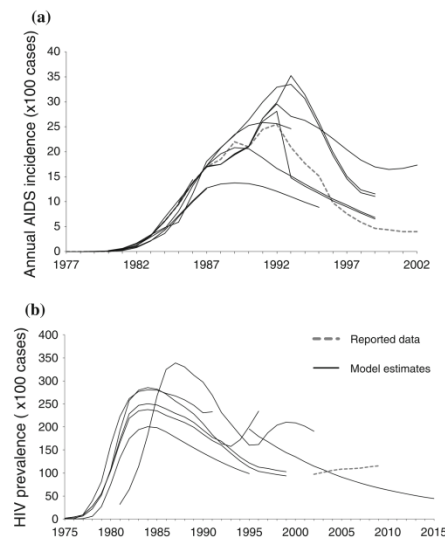 (a)
Annual AIDS incidence (x100 cases)
40
35
30
25
20
15
10
5
0
1977 1982 1987 1992 1997 2002
(b)
HIV prevalence ( x100 cases)
400
350
300
250
200
150
100
50
0
Reported data
Model estimates
1975 1980 1985 1990 1995 2000 2005 2010 2015